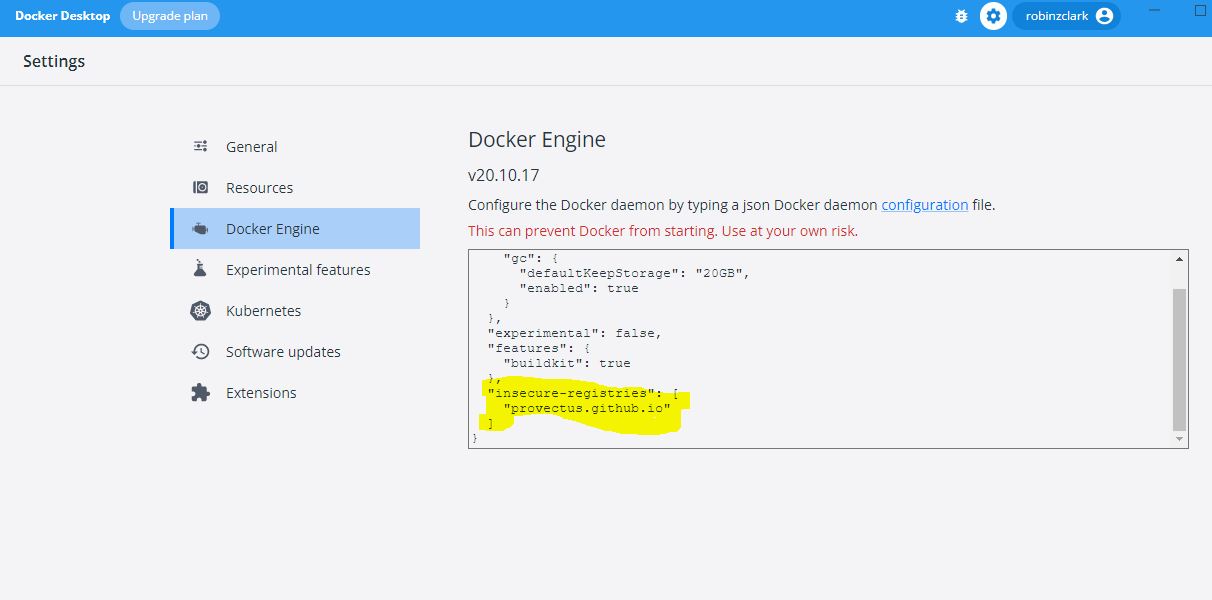 Docker Desktop Upgrade plan robinzclark
Settings
General
Resources
Docker Engine
Experimental features
Kubernetes
Software updates
Extensions
Docker Engine
v20.10.17
Configure the Docker daemon by typing a json Docker daemon configuration file.
This can prevent Docker from starting. Use at your own risk.
"gc": {
"defaultKeepStorage": "20GB",
"enabled": true
}
},
"experimental": false,
"features": {
"buildkit": true
},
"insecure-registries": [
"provectus.github.io"
]
}